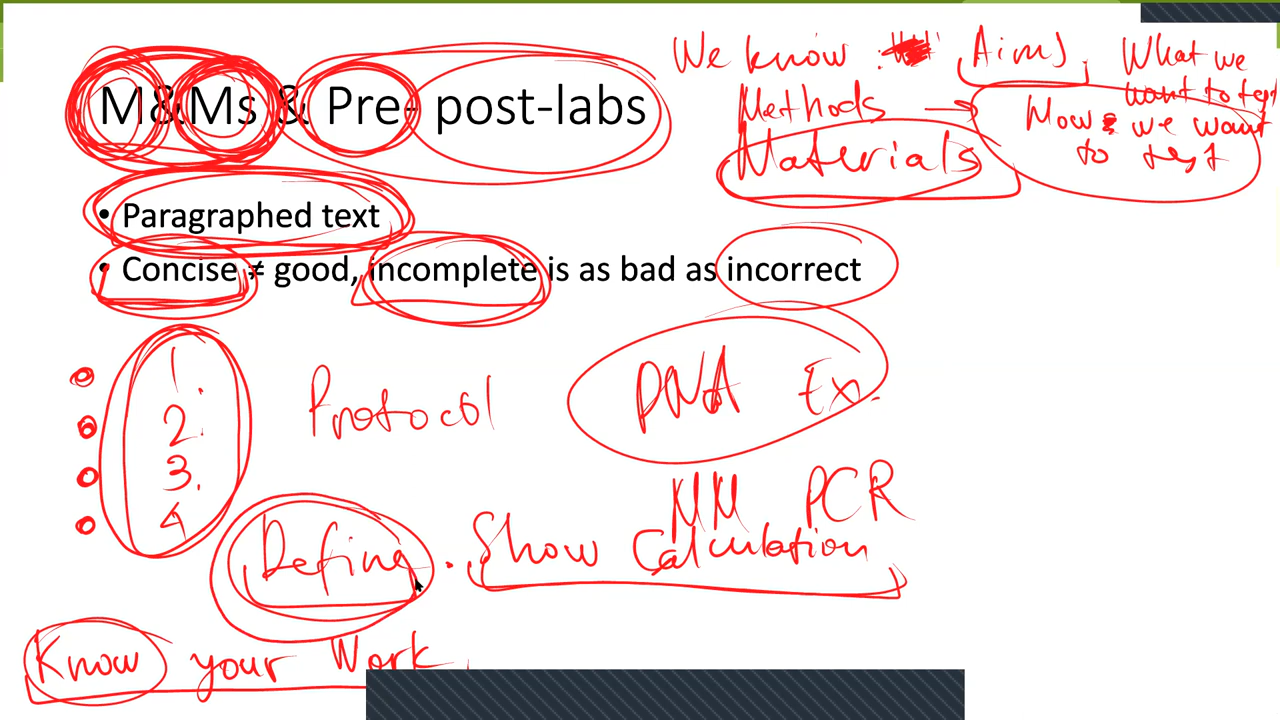 M&Ms & Pre- post-labs
We know : Aims. What we
want to test
Methods → How we want
to test
Materials
• Paragraphed text
• Concise ≠ good, incomplete is as bad as incorrect
1.
2.
3.
4
Protocol
DNA Ex.
MM PCR
Define . Show Calculation
Know your Work.